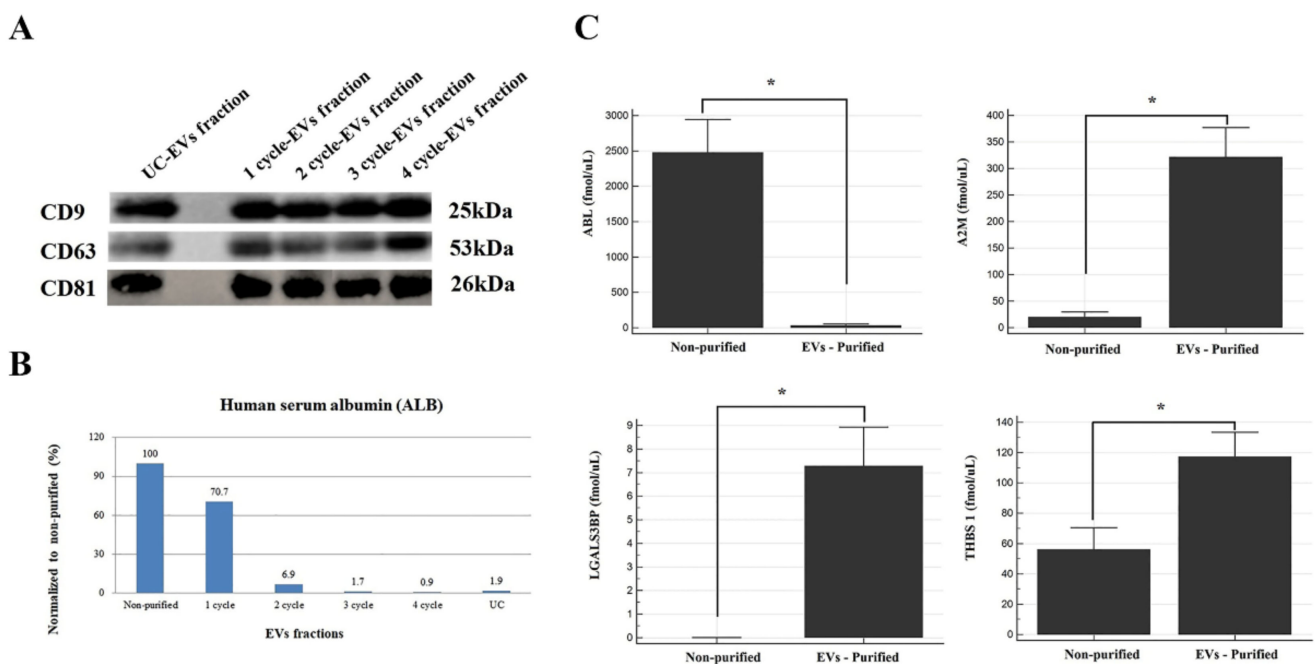 A
UC-EVs fraction
1 cycle-EVs fraction
2 cycle-EVs fraction
3 cycle-EVs fraction
4 cycle-EVs fraction
CD9 25kDa
CD63 53kDa
CD81 26kDa
B
Human serum albumin (ALB)
Normalized to non-purified (%)
120
90
60
30
0
100
70.7
6.9
1.7
0.9
1.9
Non-purified 1 cycle 2 cycle 3 cycle 4 cycle UC
EVs fractions
C
ABL (fmol/uL)
3000
2500
2000
1500
1000
500
0
*
Non-purified EVs - Purified
A2M (fmol/uL)
400
350
300
250
200
150
100
50
0
*
Non-purified EVs - Purified
LGALS3BP (fmol/uL)
9
8
7
6
5
4
3
2
1
0
*
Non-purified EVs - Purified
THBS 1 (fmol/uL)
140
120
100
80
60
40
20
0
*
Non-purified EVs - Purified